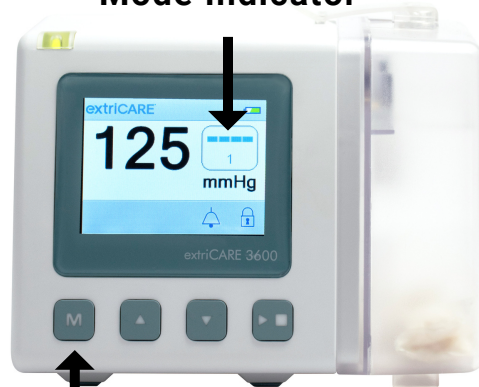 Mode Indicator
extriCARE
125
1
mmHg
extriCARE 3600
M